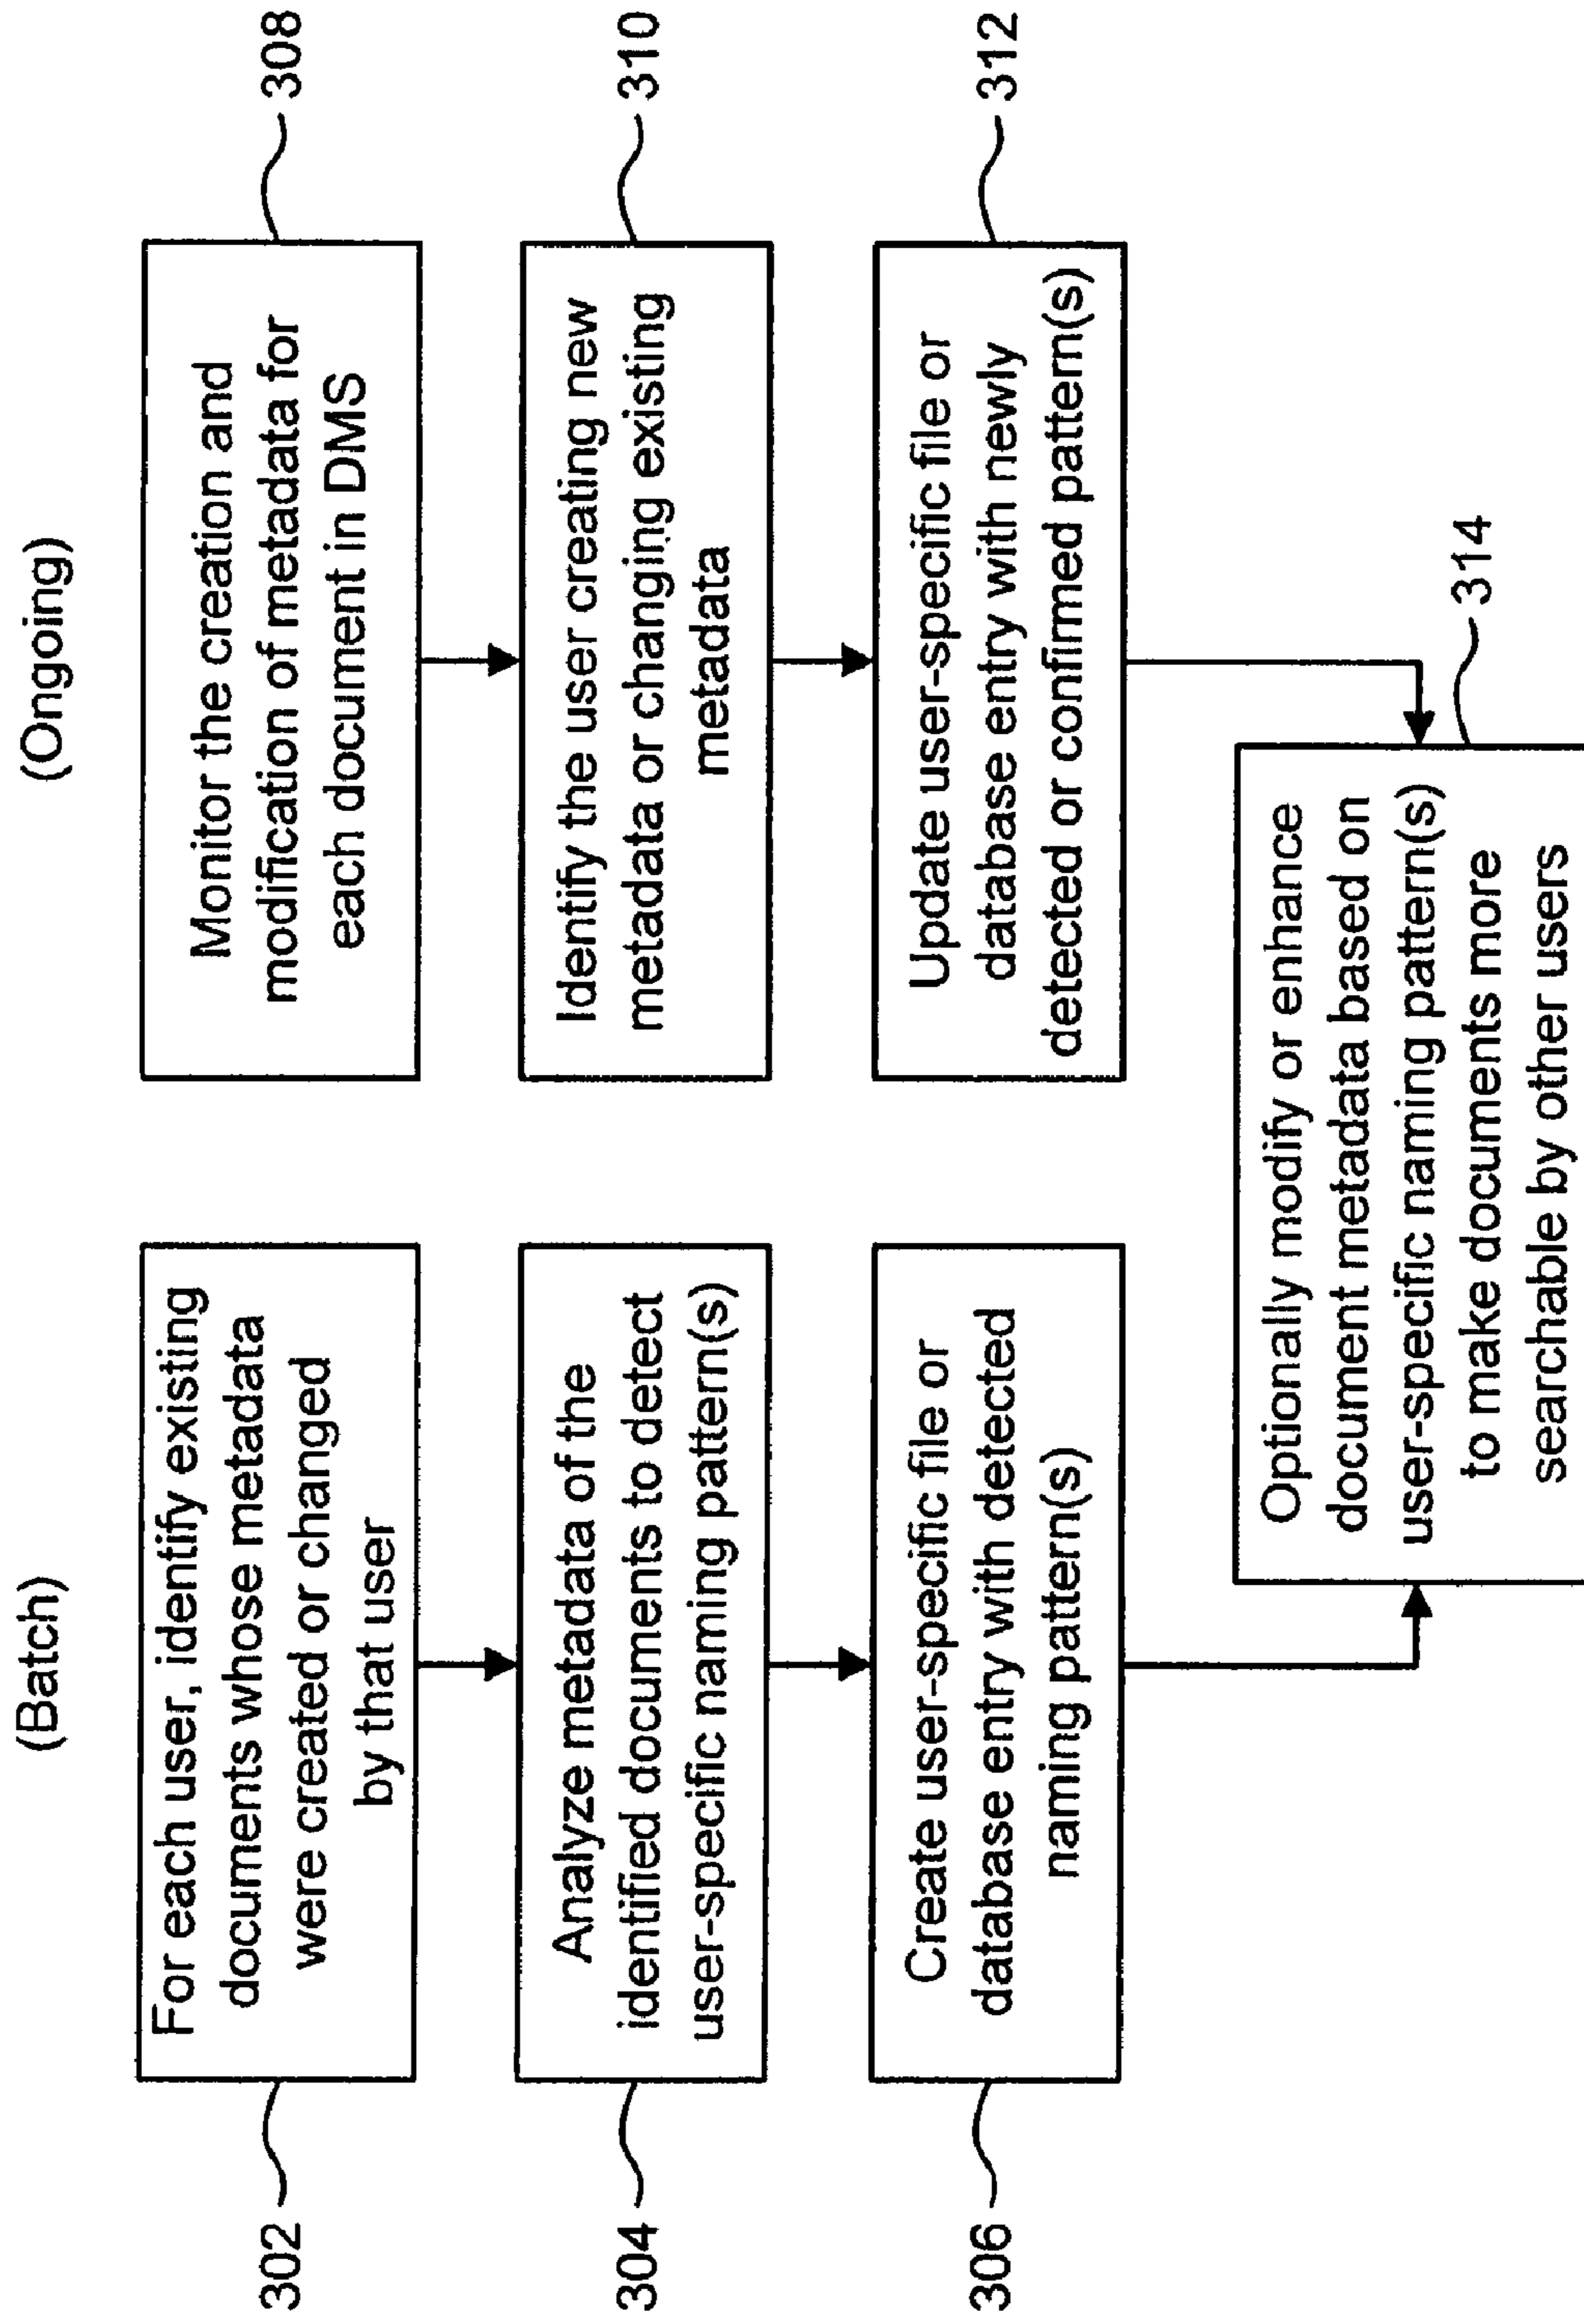 (Batch)
302
For each user, identify existing
documents whose metadata
were created or changed
by that user
304
Analyze metadata of the
identified documents to detect
user-specific naming pattern(s)
306
Create user-specific file or
database entry with detected
naming pattern(s)
(Ongoing)
308
Monitor the creation and
modification of metadata for
each document in DMS
310
Identify the user creating new
metadata or changing existing
metadata
312
Update user-specific file or
database entry with newly
detected or confirmed pattern(s)
314
Optionally modify or enhance
document metadata based on
user-specific naming pattern(s)
to make documents more
searchable by other users